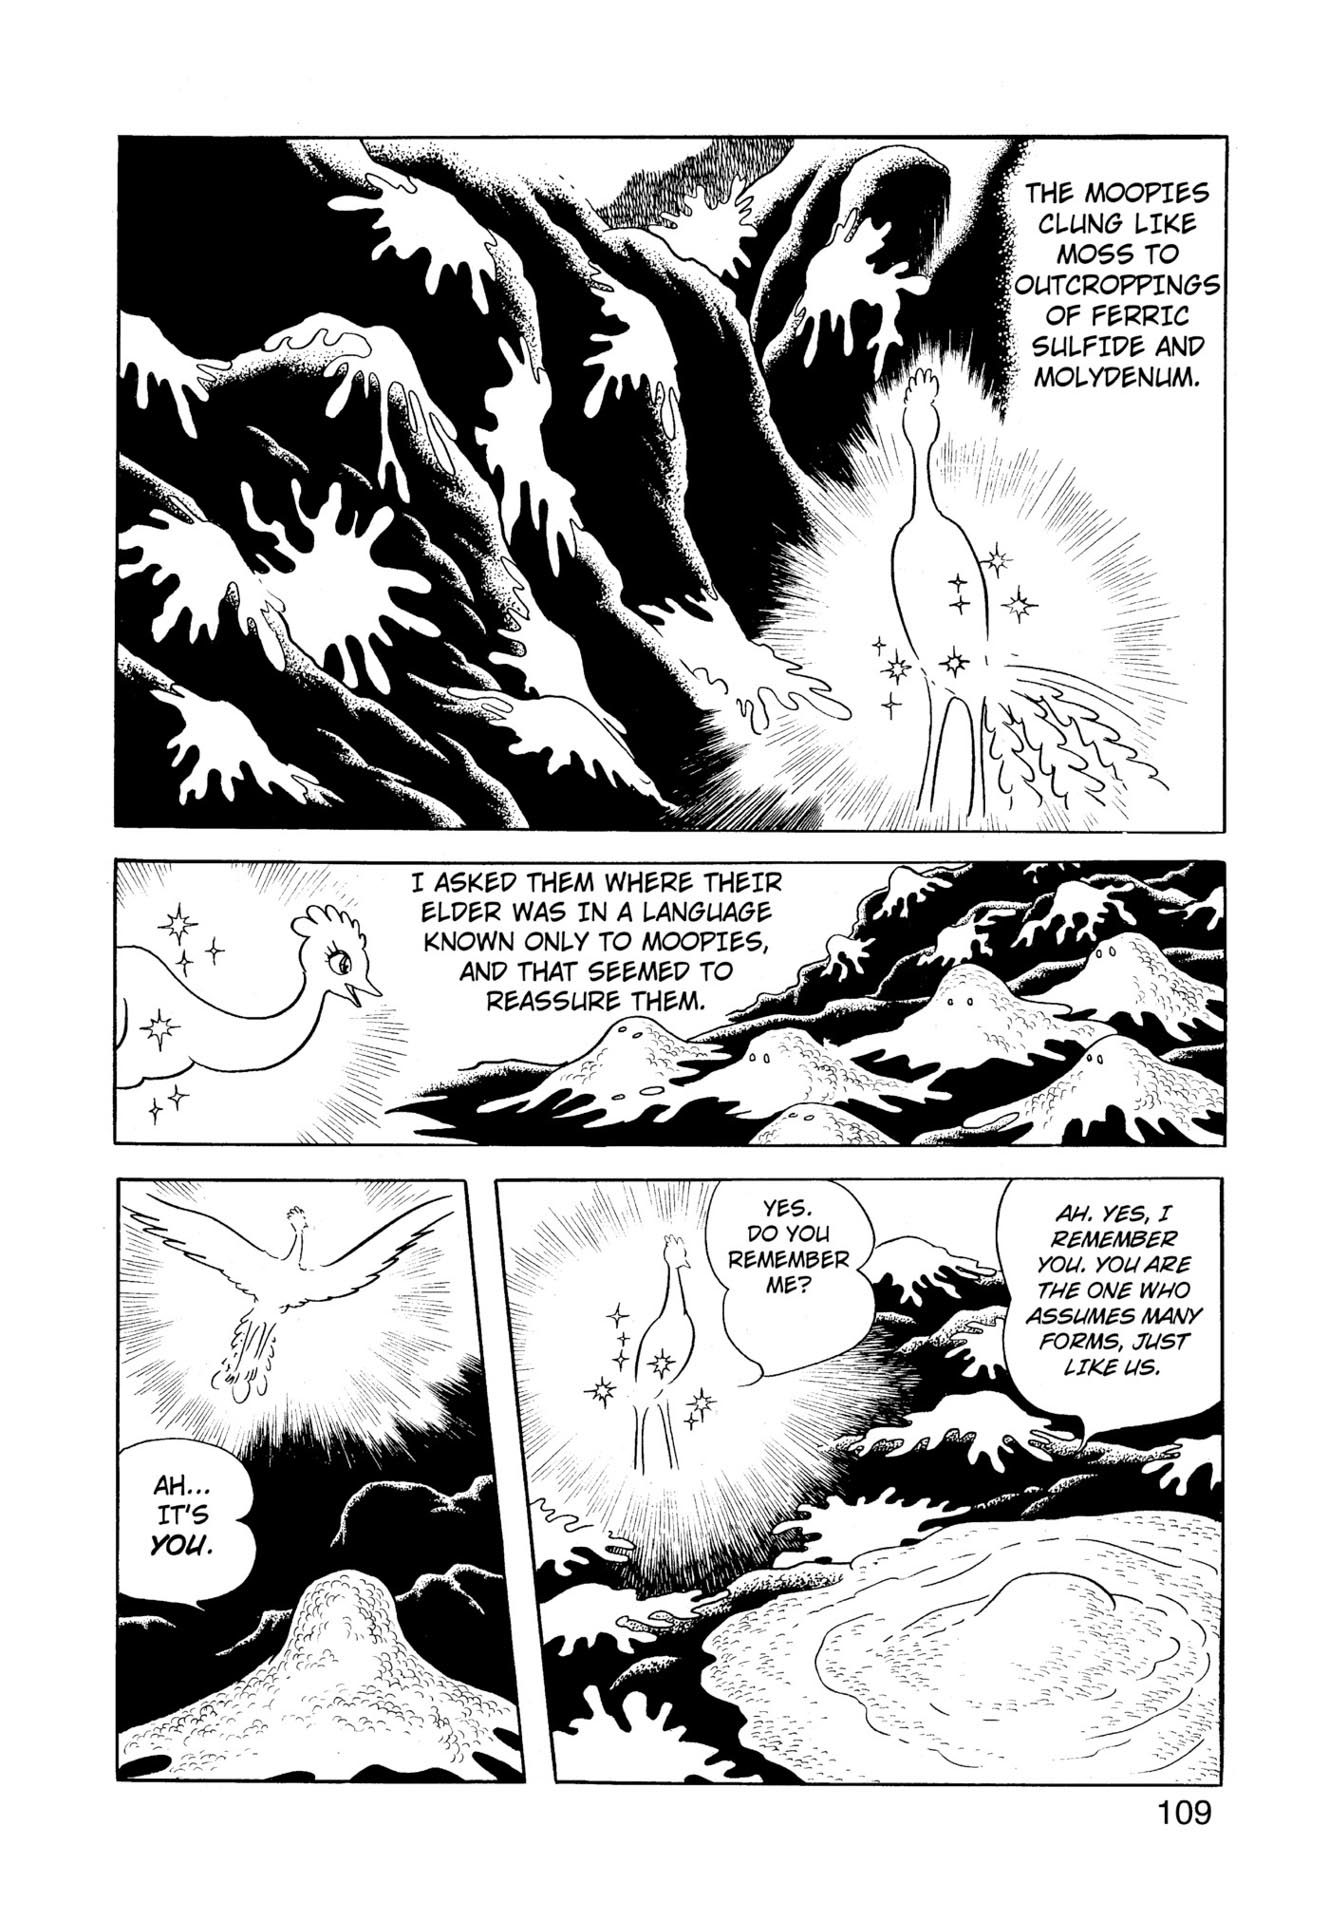 THE MOOPIES
CLUNG LIKE
MOSS TO
OUTCROPPINGS
OF FERRIC
SULFIDE AND
MOLYDENUM.
I ASKED THEM WHERE THEIR
ELDER WAS IN A LANGUAGE
KNOWN ONLY TO MOOPIES,
AND THAT SEEMED TO
REASSURE THEM.
AH...
IT'S
YOU.
YES.
DO YOU
REMEMBER
ME?
AH. YES, I
REMEMBER
YOU. YOU ARE
THE ONE WHO
ASSUMES MANY
FORMS, JUST
LIKE US.
109